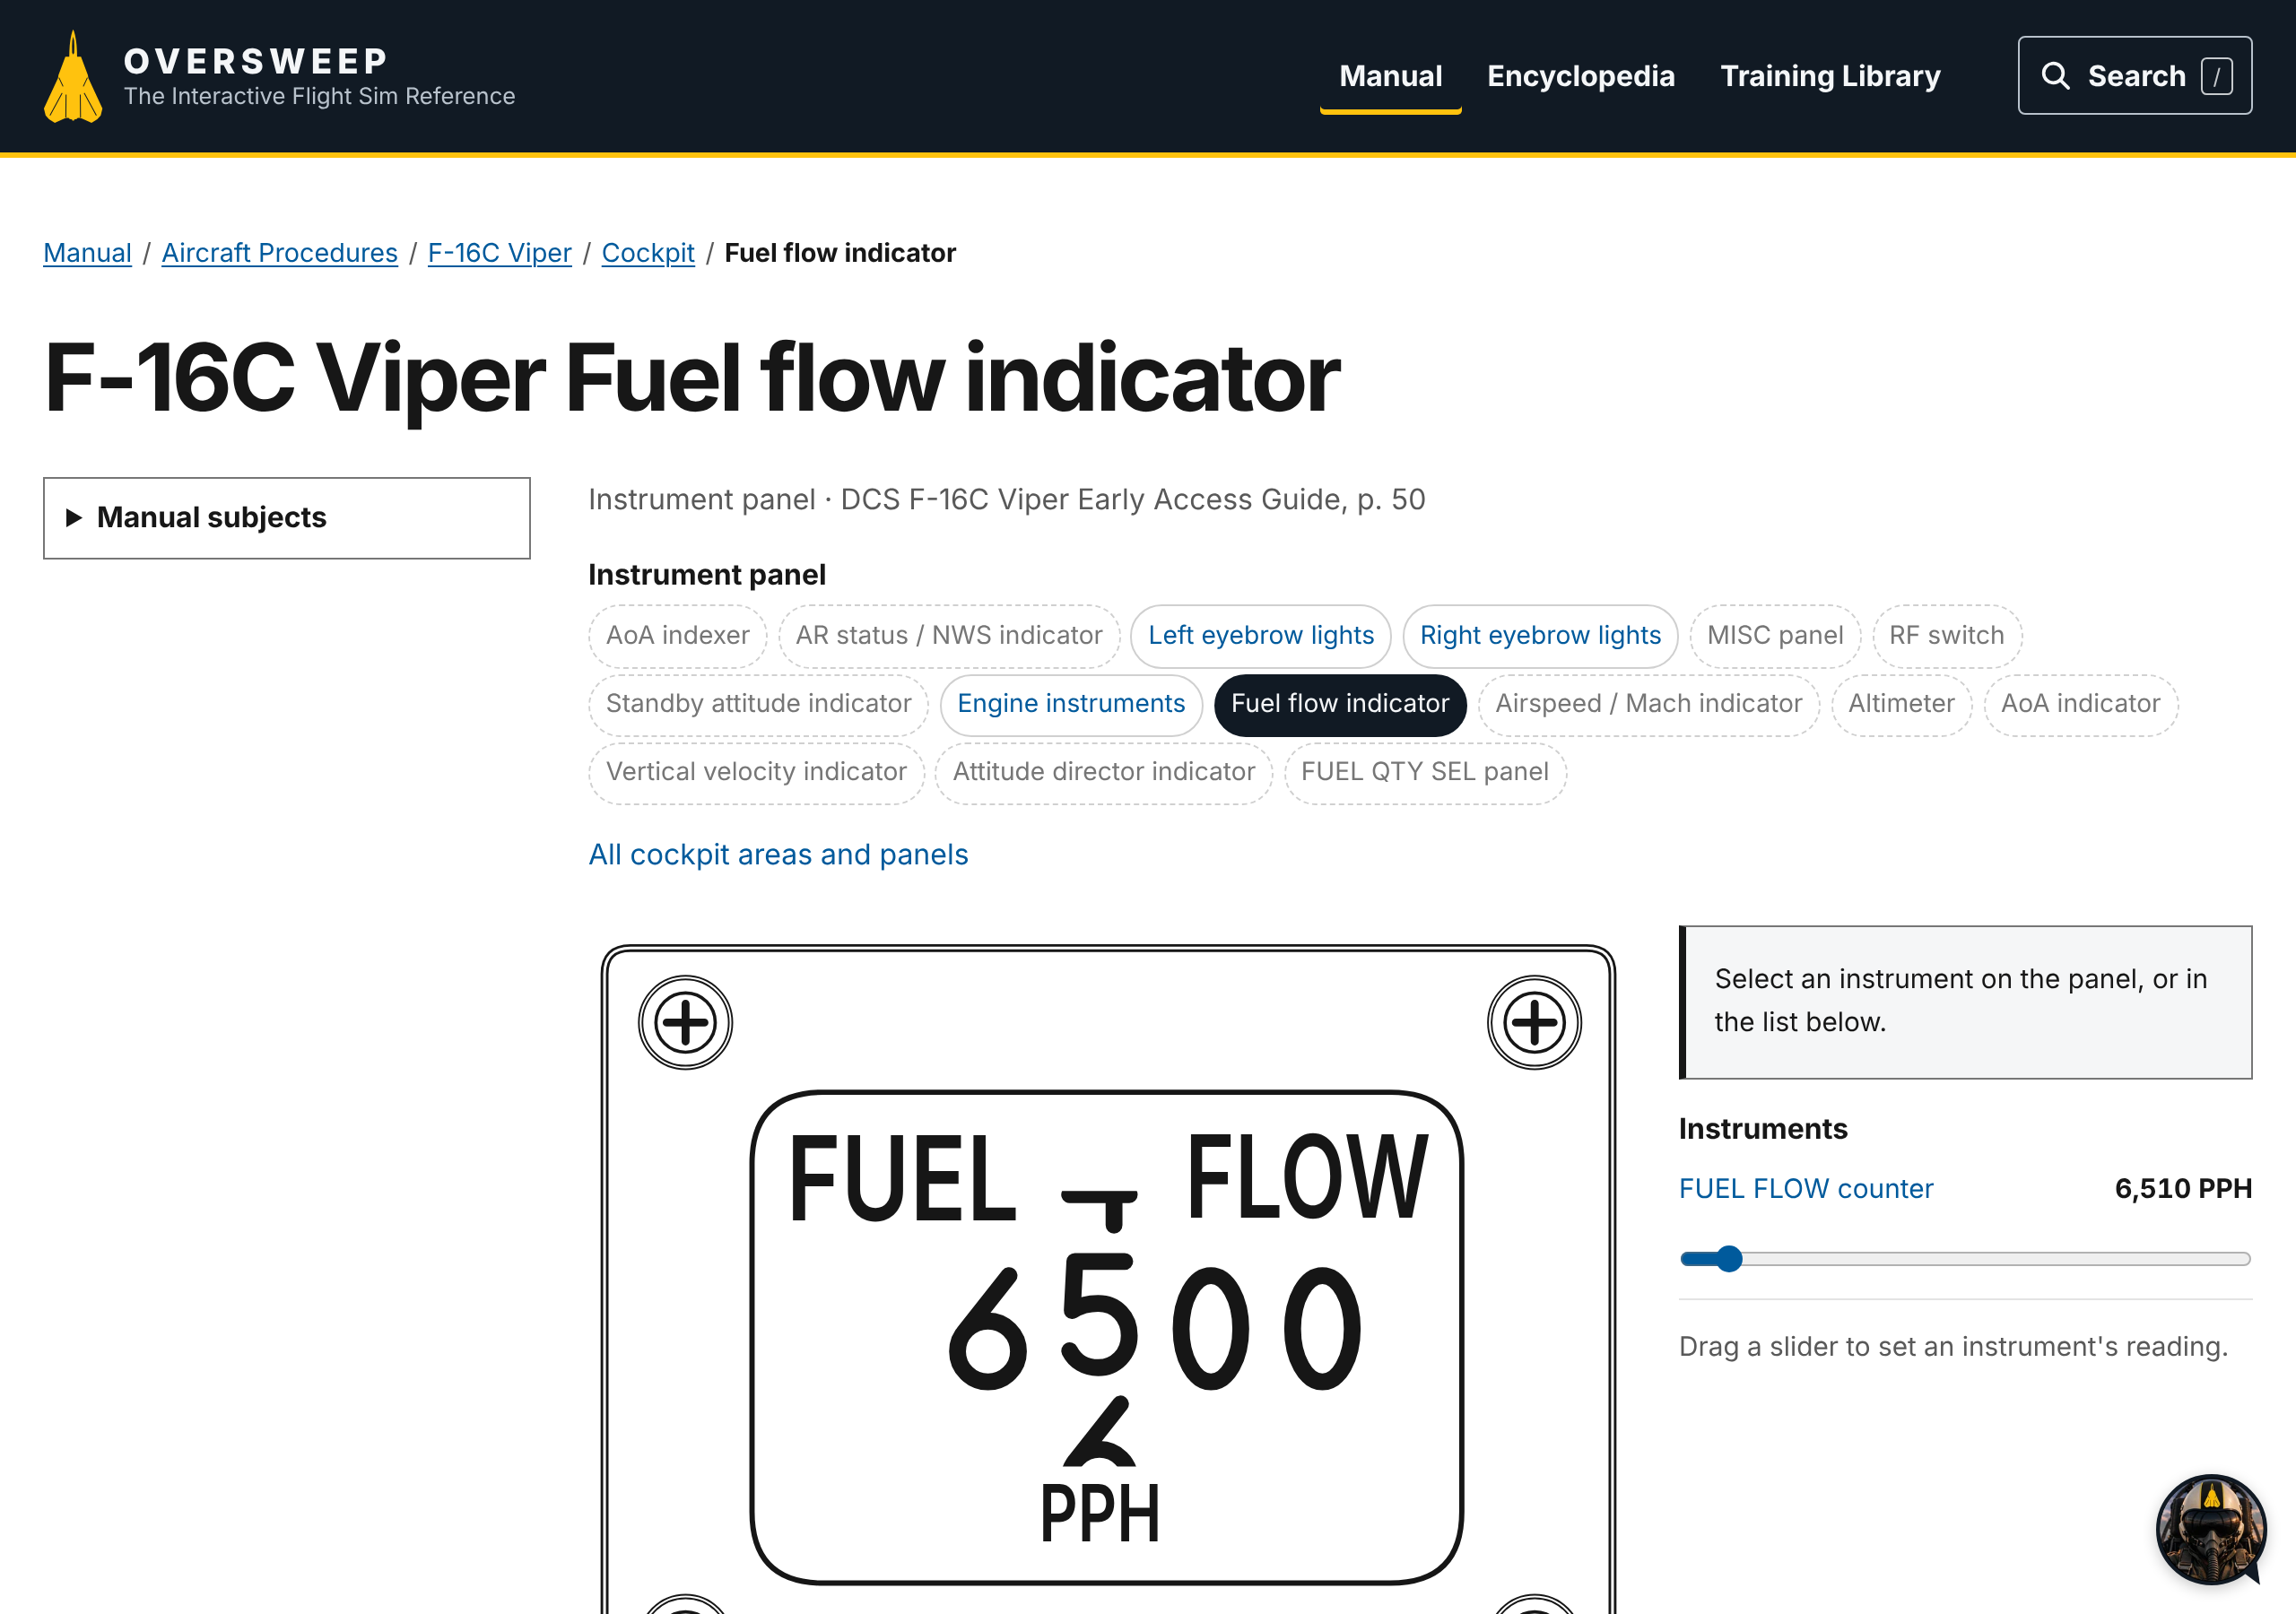 OVERSWEEP
The Interactive Flight Sim Reference
Manual
Encyclopedia
Training Library
Search /
Manual / Aircraft Procedures / F-16C Viper / Cockpit / Fuel flow indicator
F-16C Viper Fuel flow indicator
▶ Manual subjects
Instrument panel · DCS F-16C Viper Early Access Guide, p. 50
Instrument panel
AoA indexer
AR status / NWS indicator
Left eyebrow lights
Right eyebrow lights
MISC panel
RF switch
Standby attitude indicator
Engine instruments
Fuel flow indicator
Airspeed / Mach indicator
Altimeter
AoA indicator
Vertical velocity indicator
Attitude director indicator
FUEL QTY SEL panel
All cockpit areas and panels
FUEL FLOW
6500
PPH
Select an instrument on the panel, or in
the list below.
Instruments
FUEL FLOW counter 6,510 PPH
Drag a slider to set an instrument's reading.